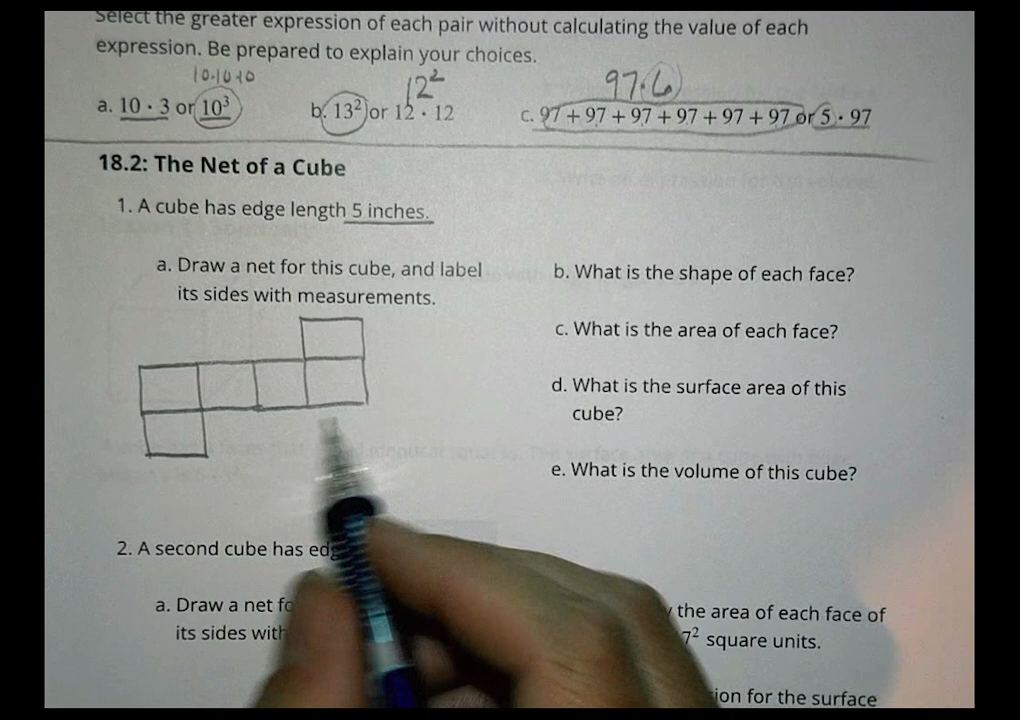 Select the greater expression of each pair without calculating the value of each
expression. Be prepared to explain your choices.
10·10·10
12²
97·6
a. 10 · 3 or 10³
b. 13² or 12 · 12
c. 97 + 97 + 97 + 97 + 97 + 97 or 5 · 97
18.2: The Net of a Cube
1. A cube has edge length 5 inches.
a. Draw a net for this cube, and label
its sides with measurements.
b. What is the shape of each face?
c. What is the area of each face?
d. What is the surface area of this
cube?
e. What is the volume of this cube?
2. A second cube has
a. Draw a net
its sides with
the area of each face of
7² square units.
for the surface